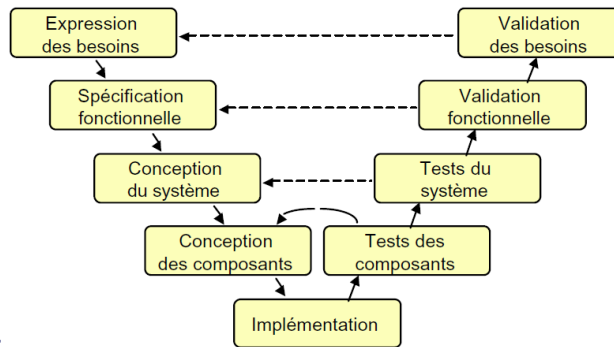 Expression
des besoins
Validation
des besoins
Spécification
fonctionnelle
Validation
fonctionnelle
Conception
du système
Tests du
système
Conception
des composants
Tests des
composants
Implémentation